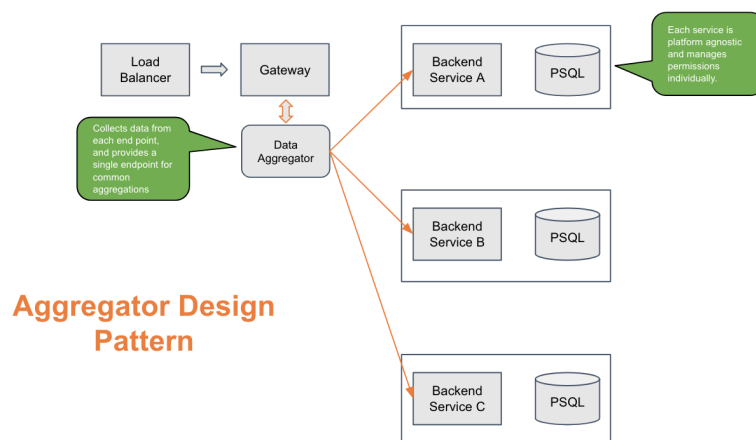 Load
Balancer
Gateway
Backend
Service A
PSQL
Each service is
platform agnostic
and manages
permissions
individually.
Collects data from
each end point,
and provides a
single endpoint for
common
aggregations
Data
Aggregator
Backend
Service B
PSQL
Aggregator Design
Pattern
Backend
Service C
PSQL